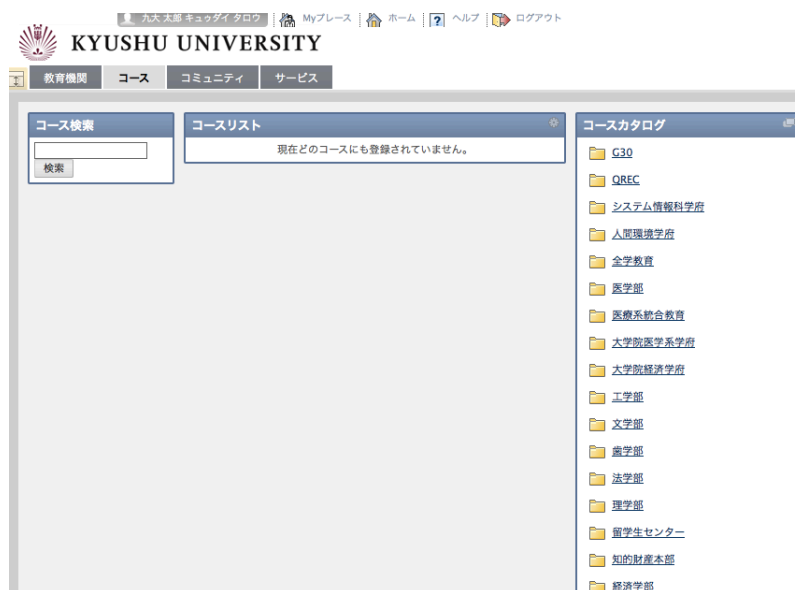 九大 太郎 キュゥダイ タロウ Myプレース ホーム ? ヘルプ ログアウト
KYUSHU UNIVERSITY
教育機関 コース コミュニティ サービス
コース検索
検索
コースリスト
現在どのコースにも登録されていません。
コースカタログ
G30
QREC
システム情報科学府
人間環境学府
全学教育
医学部
医療系統合教育
大学院医学系学府
大学院経済学府
工学部
文学部
歯学部
法学部
理学部
留学生センター
知的財産本部
経済学部